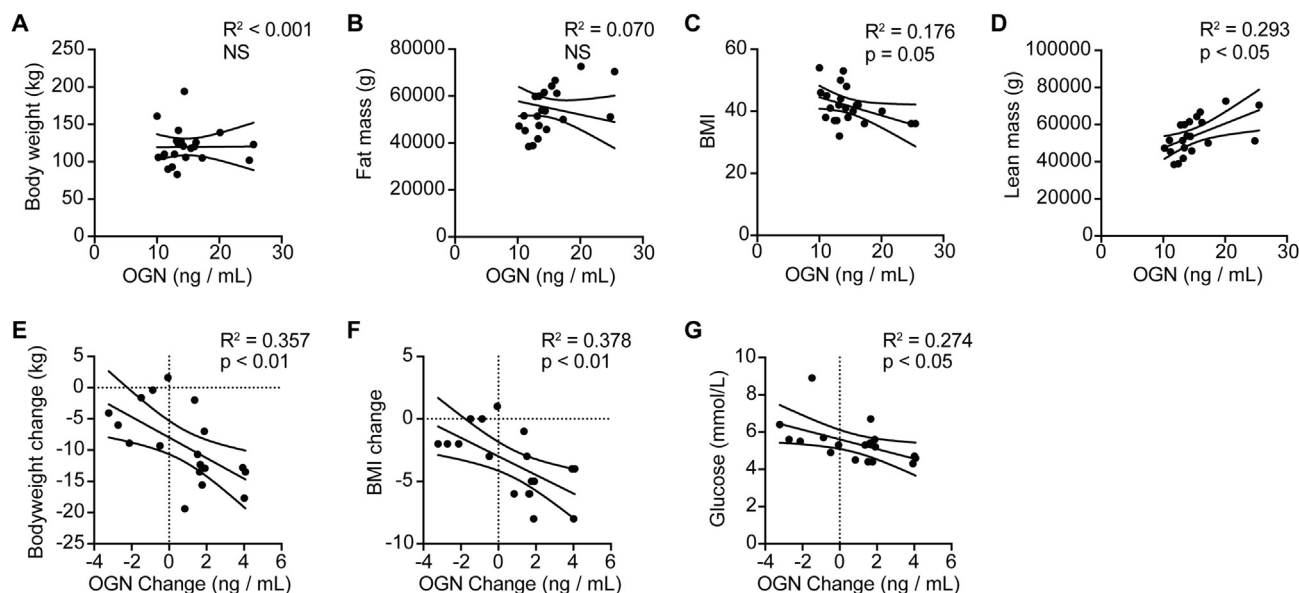 A
R² < 0.001
NS
Body weight (kg)
250
200
150
100
50
0
0
10
20
30
OGN (ng / mL)
B
R² = 0.070
NS
Fat mass (g)
80000
60000
40000
20000
0
0
10
20
30
OGN (ng / mL)
C
R² = 0.176
p = 0.05
BMI
60
40
20
0
0
10
20
30
OGN (ng / mL)
D
R² = 0.293
p < 0.05
Lean mass (g)
100000
80000
60000
40000
20000
0
0
10
20
30
OGN (ng / mL)
E
R² = 0.357
p < 0.01
Bodyweight change (kg)
5
0
-5
-10
-15
-20
-25
-4
-2
0
2
4
6
OGN Change (ng / mL)
F
R² = 0.378
p < 0.01
BMI change
5
0
-5
-10
-4
-2
0
2
4
6
OGN Change (ng / mL)
G
R² = 0.274
p < 0.05
Glucose (mmol/L)
10
8
6
4
2
0
-4
-2
0
2
4
6
OGN Change (ng / mL)